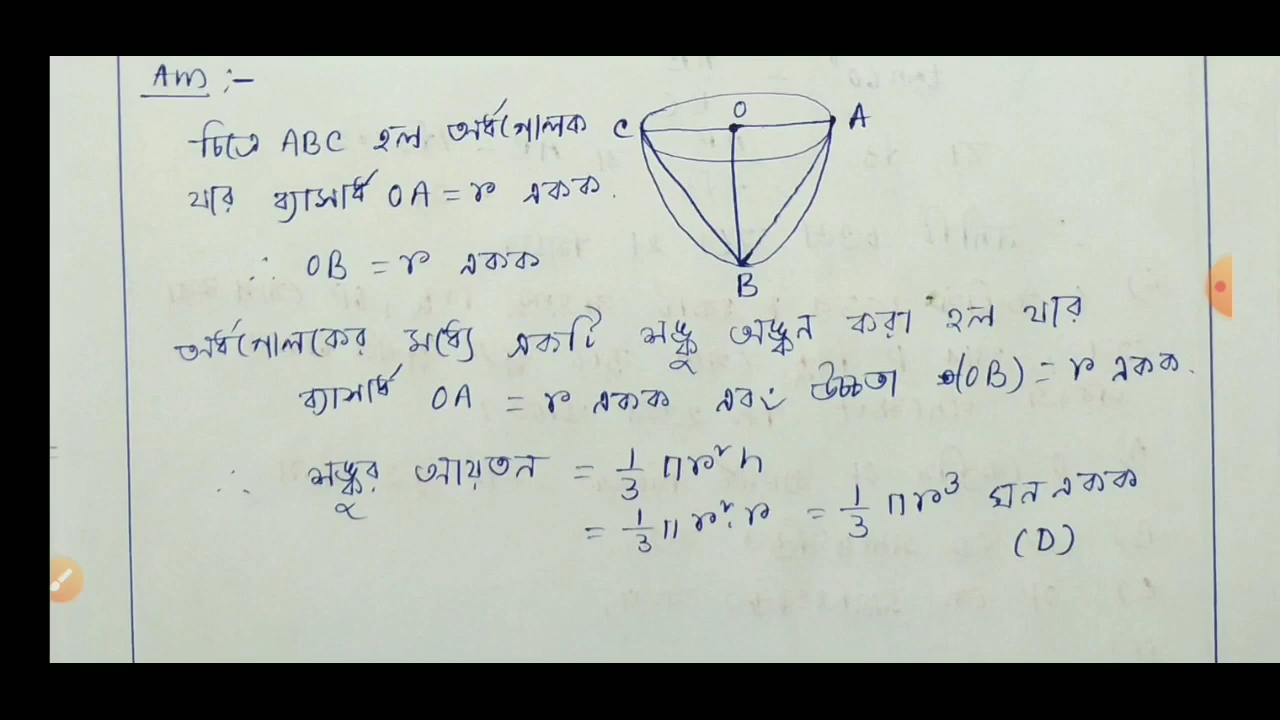 Ans :-
চিত্রে ABC হল অর্ধগোলক
যার ব্যাসার্ধ OA = r একক.
∴ OB = r একক
C O A
B
অর্ধগোলকের মধ্যে একটি শঙ্কু অঙ্কন করা হল যার
ব্যাসার্ধ OA = r একক এবং উচ্চতা (OB) = r একক.
∴ শঙ্কুর আয়তন = 1/3 πr²h
= 1/3 π r².r = 1/3 πr³ ঘন একক
(D)